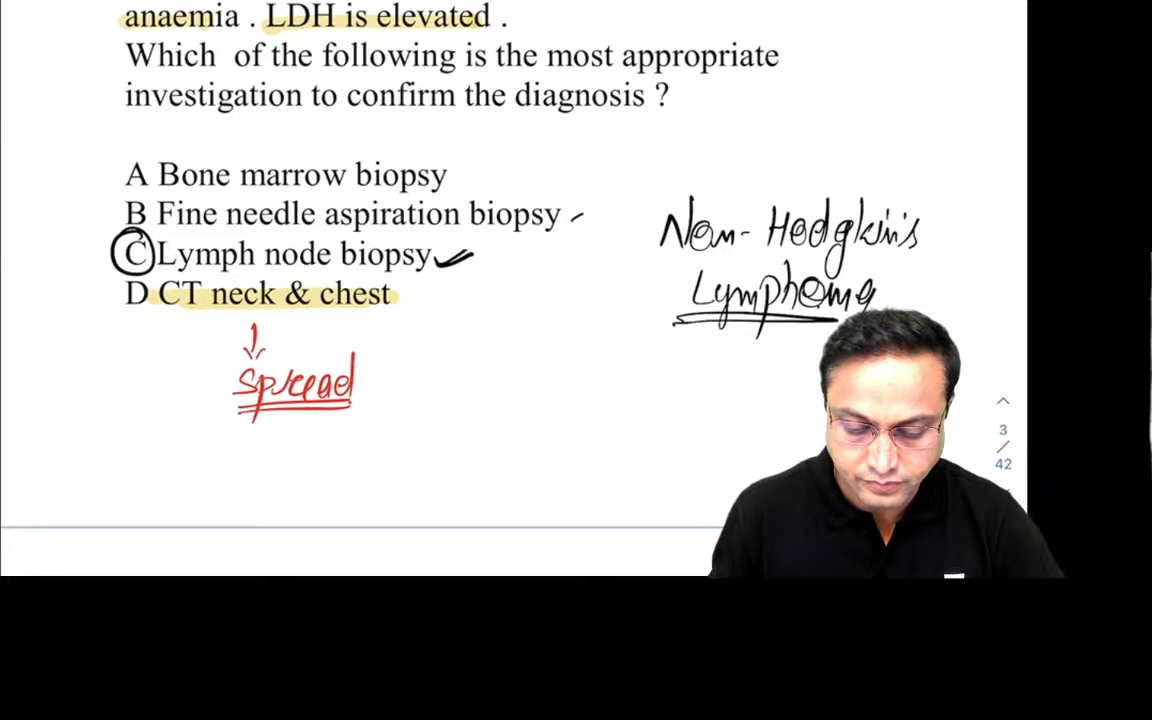 anaemia . LDH is elevated .
Which of the following is the most appropriate
investigation to confirm the diagnosis ?
A Bone marrow biopsy
B Fine needle aspiration biopsy
C Lymph node biopsy
D CT neck & chest
Non-Hodgkin's
Lymphoma
Spread
3
/
42